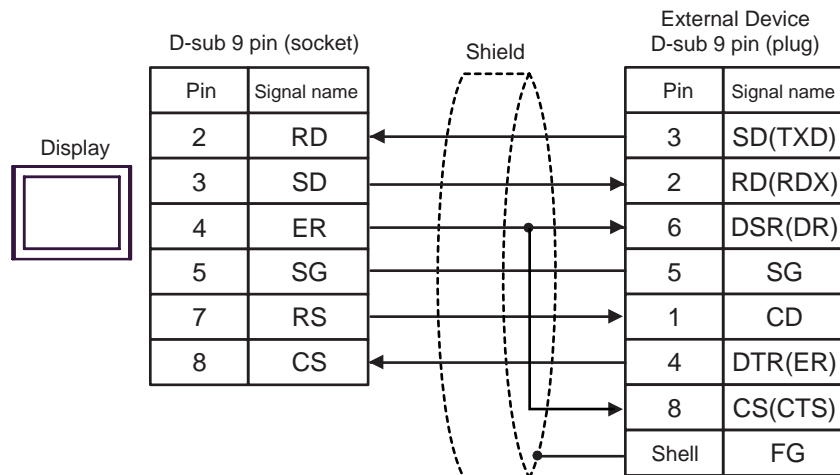 External Device
D-sub 9 pin (socket)
D-sub 9 pin (plug)
Shield
Display
Pin Signal name
2 RD
3 SD
4 ER
5 SG
7 RS
8 CS
Pin Signal name
3 SD(TXD)
2 RD(RDX)
6 DSR(DR)
5 SG
1 CD
4 DTR(ER)
8 CS(CTS)
Shell FG